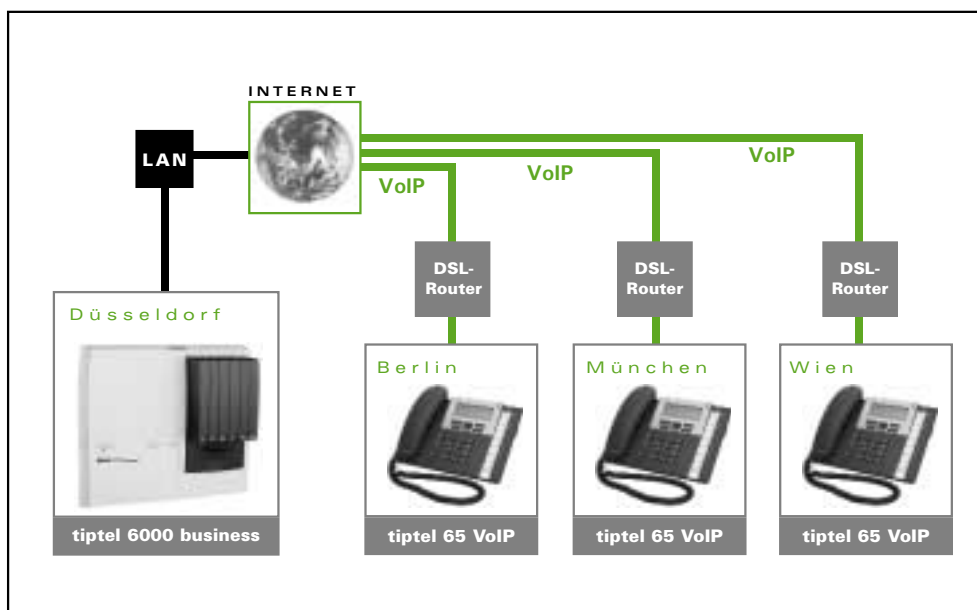 INTERNET
LAN
VoIP
VoIP
VoIP
DSL-
Router
DSL-
Router
DSL-
Router
Düsseldorf
Berlin
München
Wien
tiptel 6000 business
tiptel 65 VoIP
tiptel 65 VoIP
tiptel 65 VoIP